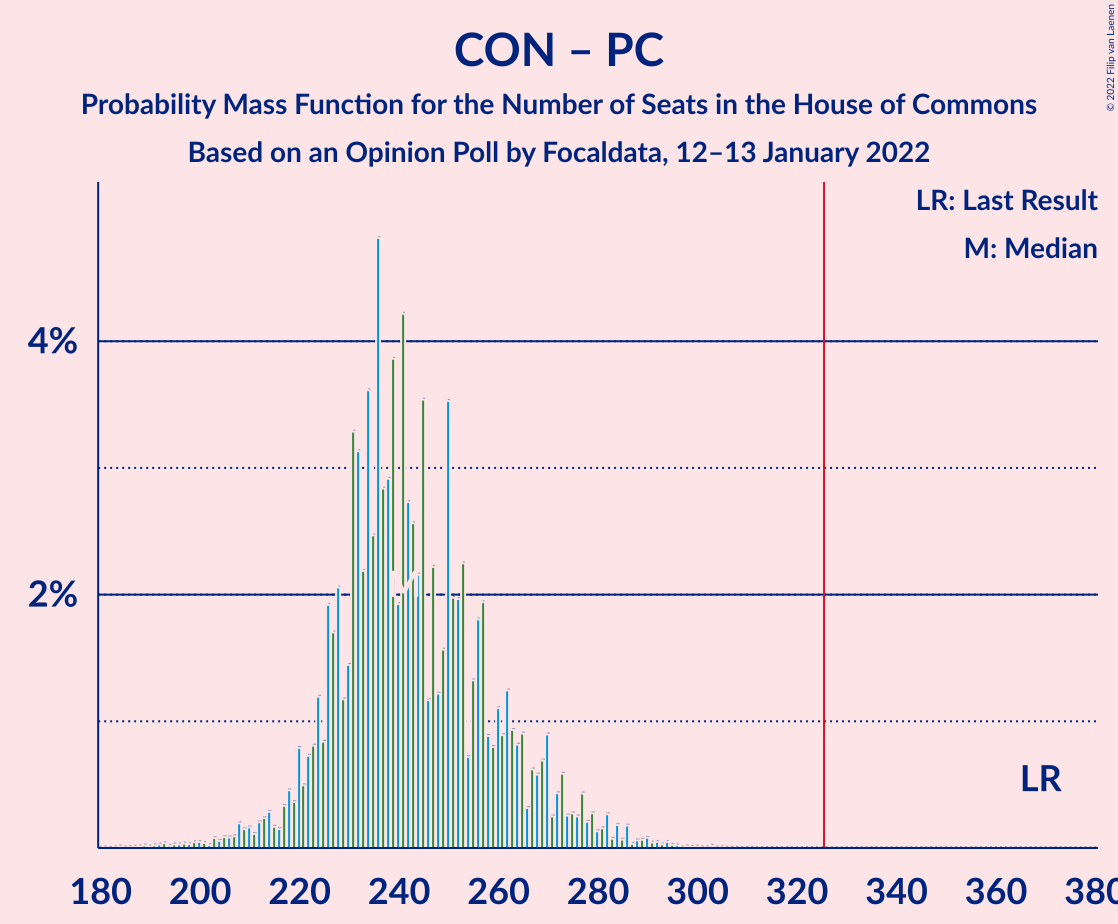 CON – PC
Probability Mass Function for the Number of Seats in the House of Commons
Based on an Opinion Poll by Focaldata, 12–13 January 2022
© 2022 Filip van Laenen
LR: Last Result
M: Median
4%
2%
LR
180 200 220 240 260 280 300 320 340 360 380